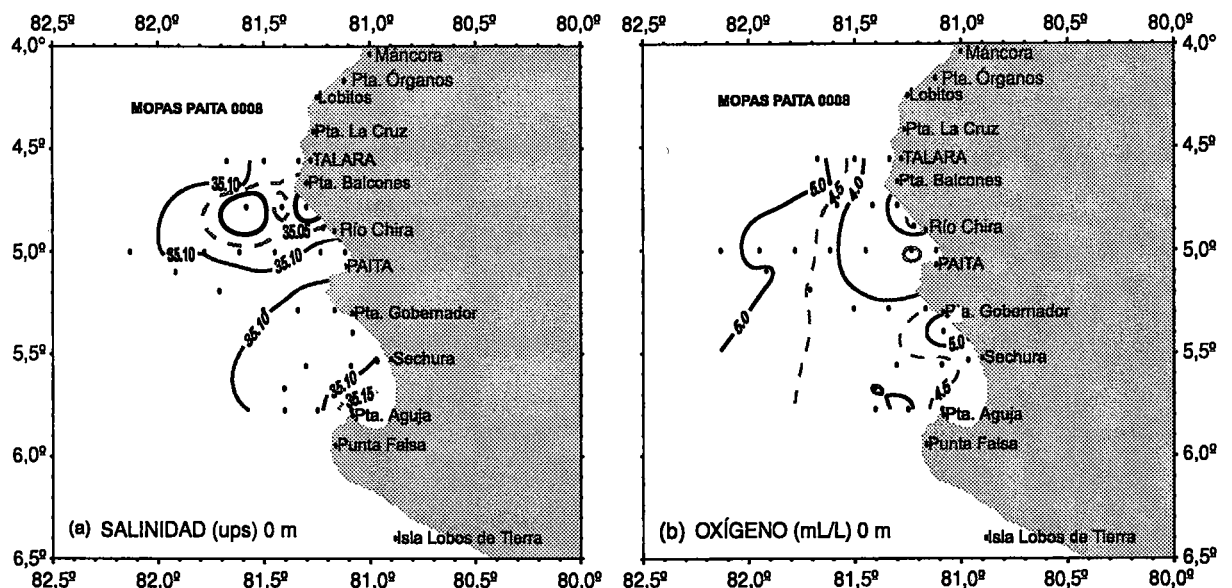 82,5º 82,0º 81,5º 81,0º 80,5º 80,0º
4,0°
4,5º
5,0º
5,5º
6,0º
6,5º
MOPAS PAITA 0008
Máncora
Pta. Órganos
Lobitos
Pta. La Cruz
TALARA
Pta. Balcones
Río Chira
PAITA
Pta. Gobernador
Sechura
Pta. Aguja
Punta Falsa
Isla Lobos de Tierra
35.10
35.05
35.10
35.10
35.10
35.10
35.15
(a) SALINIDAD (ups) 0 m
82,5º 82,0º 81,5º 81,0º 80,5º 80,0º
82,5º 82,0º 81,5º 81,0º 80,5º 80,0º
4,0°
4,5º
5,0º
5,5º
6,0º
6,5º
MOPAS PAITA 0008
Máncora
Pta. Órganos
Lobitos
Pta. La Cruz
TALARA
Pta. Balcones
Río Chira
PAITA
Pta. Gobernador
Sechura
Pta. Aguja
Punta Falsa
Isla Lobos de Tierra
5.0
4.5
4.0
5.0
5.0
4.5
(b) OXÍGENO (mL/L) 0 m
82,5º 82,0º 81,5º 81,0º 80,5º 80,0º